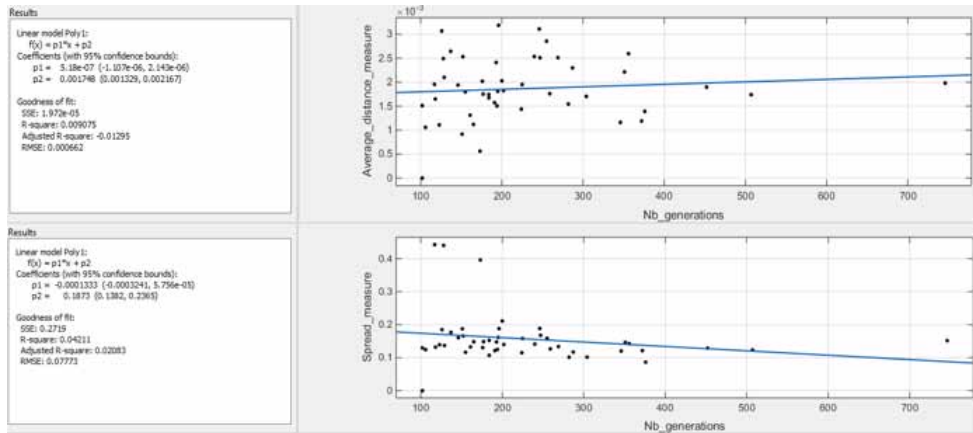 Results
Linear model Poly1:
f(x) = p1*x + p2
Coefficients (with 95% confidence bounds):
p1 = 5.18e-07 (-1.107e-06, 2.143e-06)
p2 = 0.001748 (0.001329, 0.002167)
Goodness of fit:
SSE: 1.972e-05
R-square: 0.009075
Adjusted R-square: -0.01295
RMSE: 0.000662
× 10⁻³
3.5
3
2.5
2
1.5
1
0.5
0
Average_distance_measure
100 200 300 400 500 600 700
Nb_generations
Results
Linear model Poly1:
f(x) = p1*x + p2
Coefficients (with 95% confidence bounds):
p1 = -0.0001333 (-0.0003241, 5.756e-05)
p2 = 0.1873 (0.1382, 0.2365)
Goodness of fit:
SSE: 0.2719
R-square: 0.04211
Adjusted R-square: 0.02083
RMSE: 0.07773
0.4
0.3
0.2
0.1
0
Spread_measure
100 200 300 400 500 600 700
Nb_generations